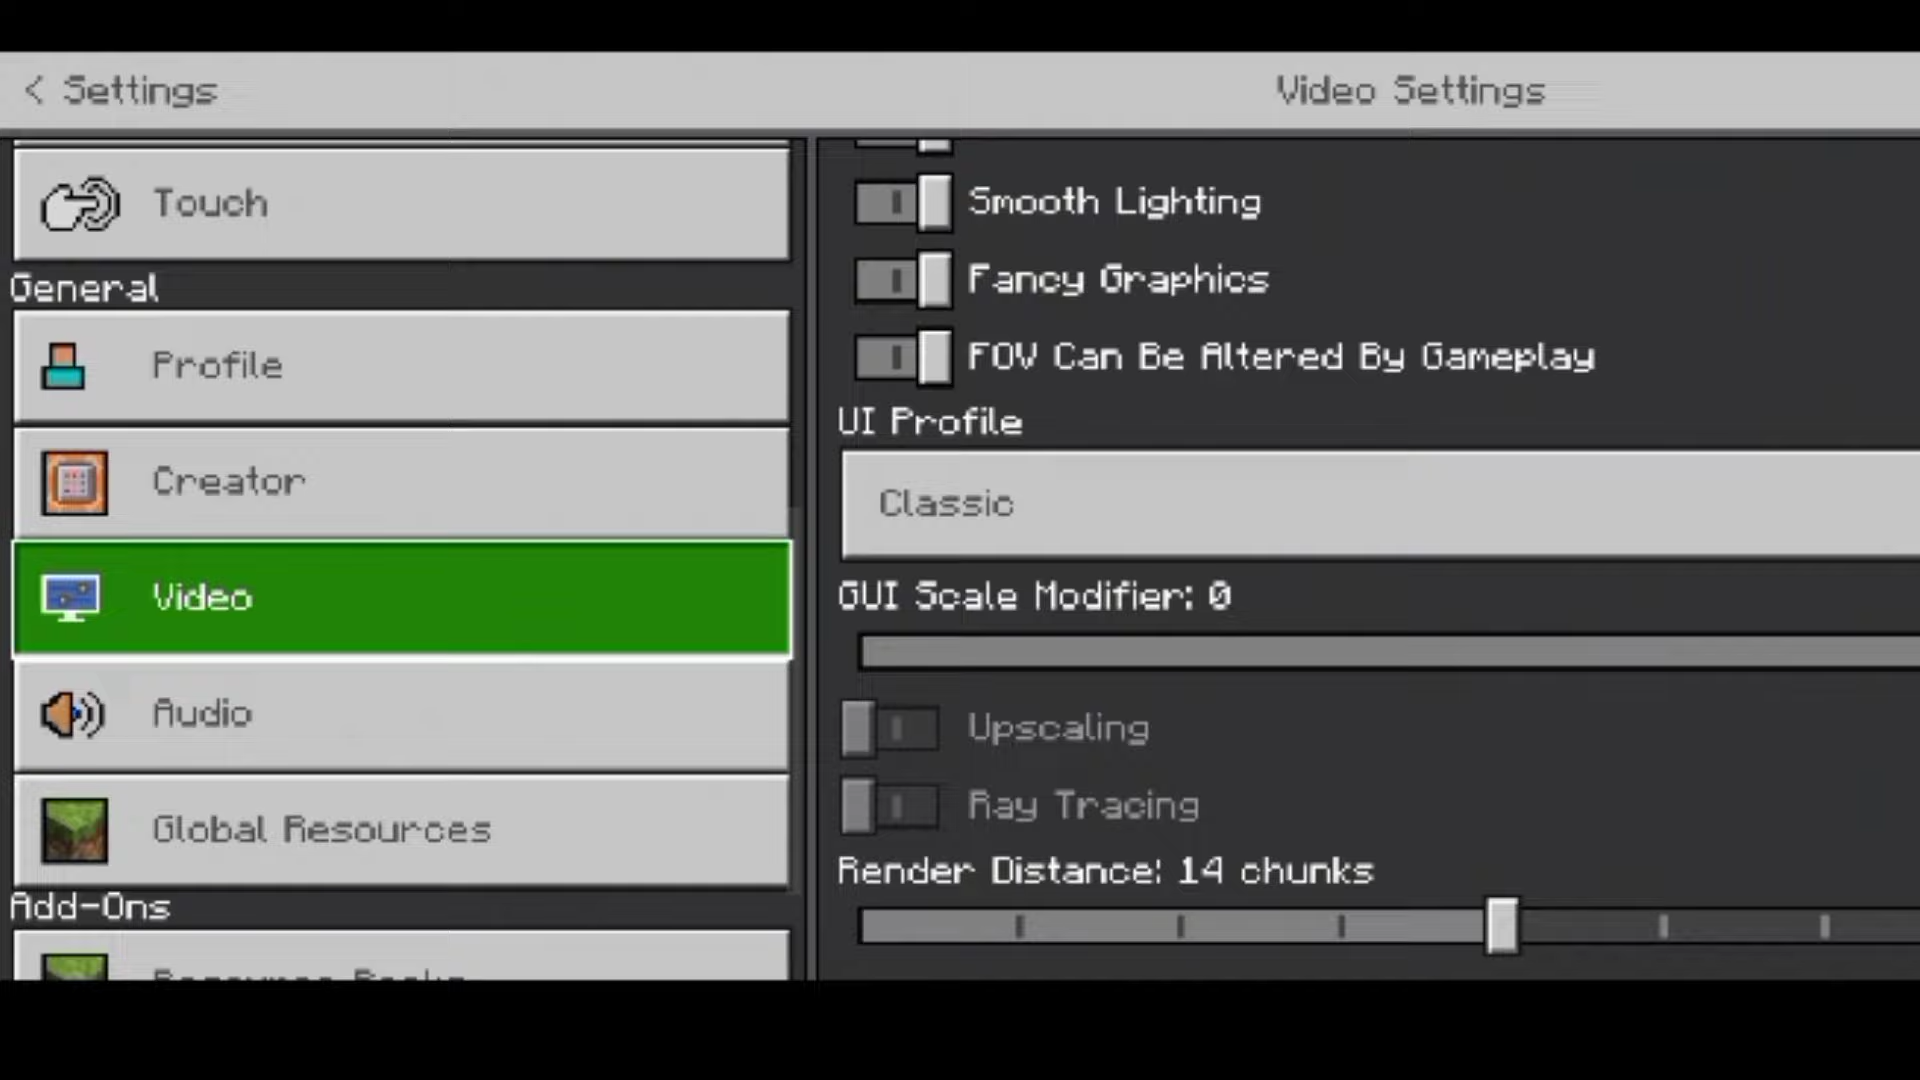 < Settings
Video Settings
Touch
General
Profile
Creator
Video
Audio
Global Resources
Add-Ons
Smooth Lighting
Fancy Graphics
FOV Can Be Altered By Gameplay
UI Profile
Classic
GUI Scale Modifier: 0
Upscaling
Ray Tracing
Render Distance: 14 chunks